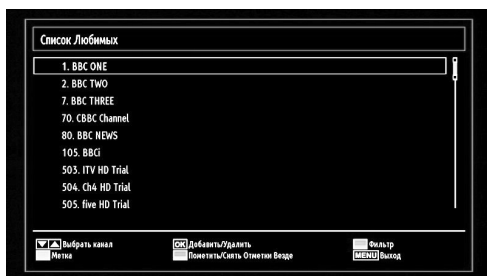 Список Любимых
1. BBC ONE
2. BBC TWO
7. BBC THREE
70. CBBC Channel
80. BBC NEWS
105. BBCi
503. ITV HD Trial
504. Ch4 HD Trial
505. five HD Trial
Выбрать канал OK Добавить/Удалить Фильтр
Метка Пометить/Снять Отметки Везде MENU Выход